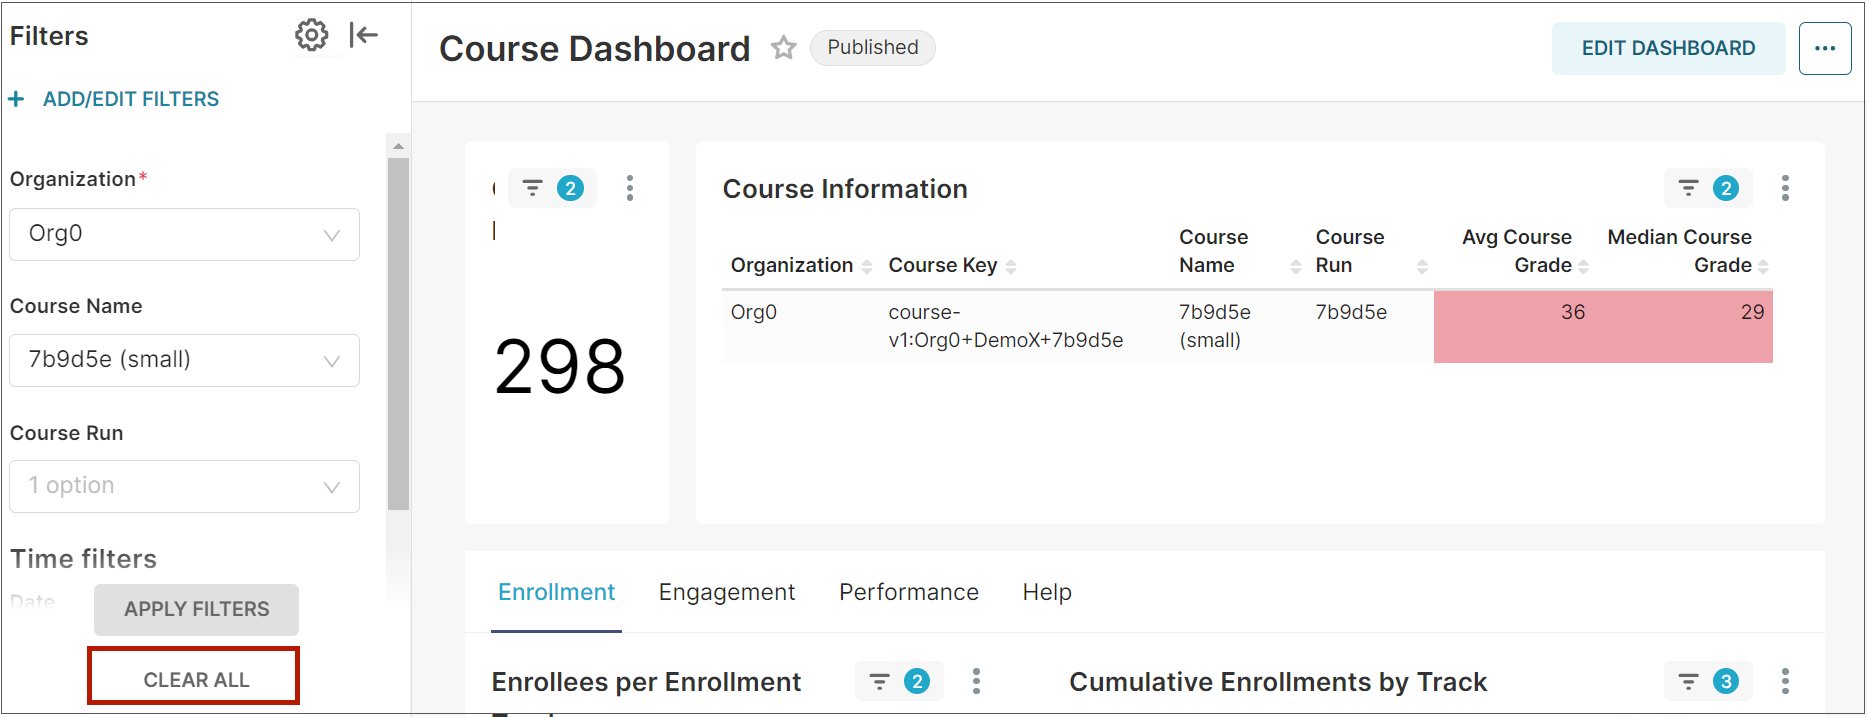 Filters
ADD/EDIT FILTERS
Organization*
Org0
Course Name
7b9d5e (small)
Course Run
1 option
Time filters
Date
APPLY FILTERS
CLEAR ALL
Course Dashboard
Published
EDIT DASHBOARD
2
298
Course Information
2
Organization
Course Key
Course
Name
Course
Run
Avg Course
Grade
Median Course
Grade
Org0
course-
v1:Org0+DemoX+7b9d5e
7b9d5e
(small)
7b9d5e
36
29
Enrollment Engagement Performance Help
Enrollees per Enrollment
2
Cumulative Enrollments by Track
3